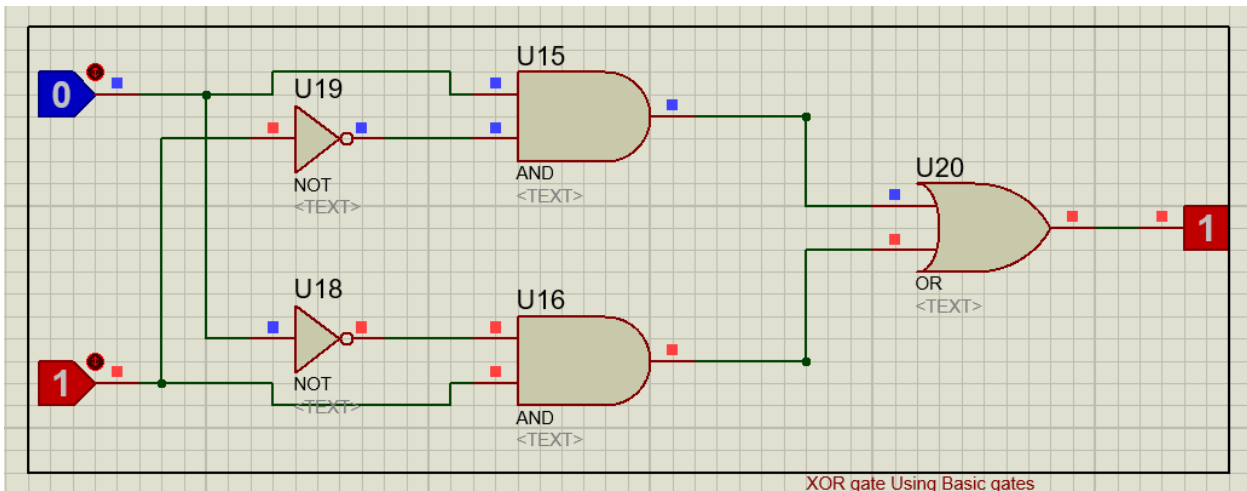 U15
0
U19
AND
<TEXT>
NOT
<TEXT>
U20
1
OR
<TEXT>
U18
U16
1
NOT
<TEXT>
AND
<TEXT>
XOR gate Using Basic gates